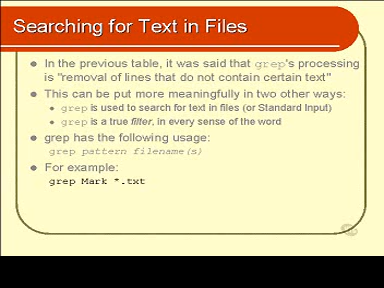 Searching for Text in Files
In the previous table, it was said that grep's processing
is "removal of lines that do not contain certain text"
This can be put more meaningfully in two other ways:
grep is used to search for text in files (or Standard Input)
grep is a true filter, in every sense of the word
grep has the following usage:
grep pattern filename(s)
For example:
grep Mark *.txt